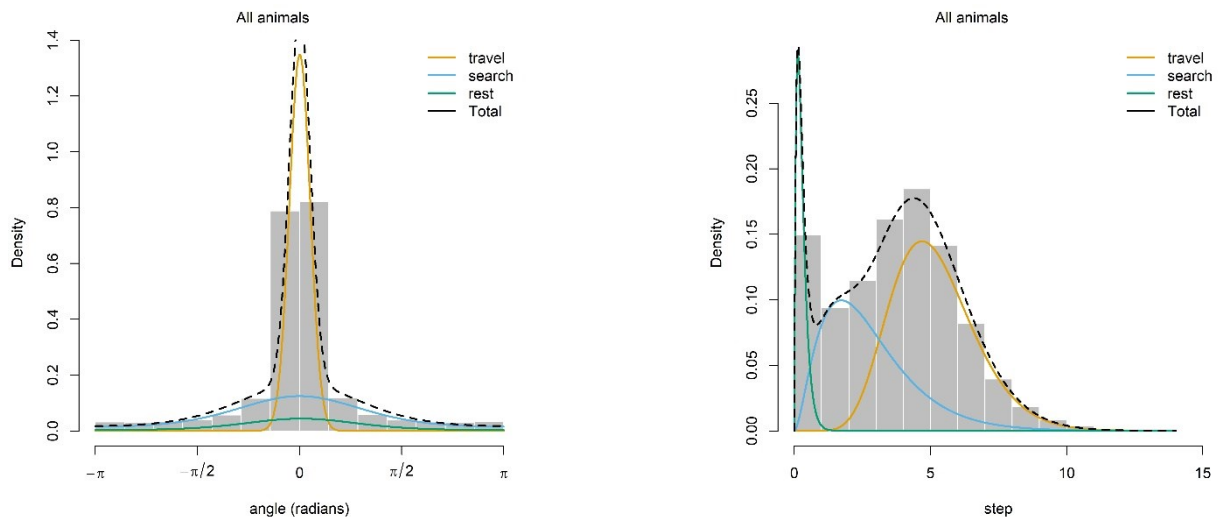 All animals
travel
search
rest
Total
Density
0.0
0.2
0.4
0.6
0.8
1.0
1.2
1.4
−π
−π/2
0
π/2
π
angle (radians)
All animals
travel
search
rest
Total
Density
0.00
0.05
0.10
0.15
0.20
0.25
0
5
10
15
step